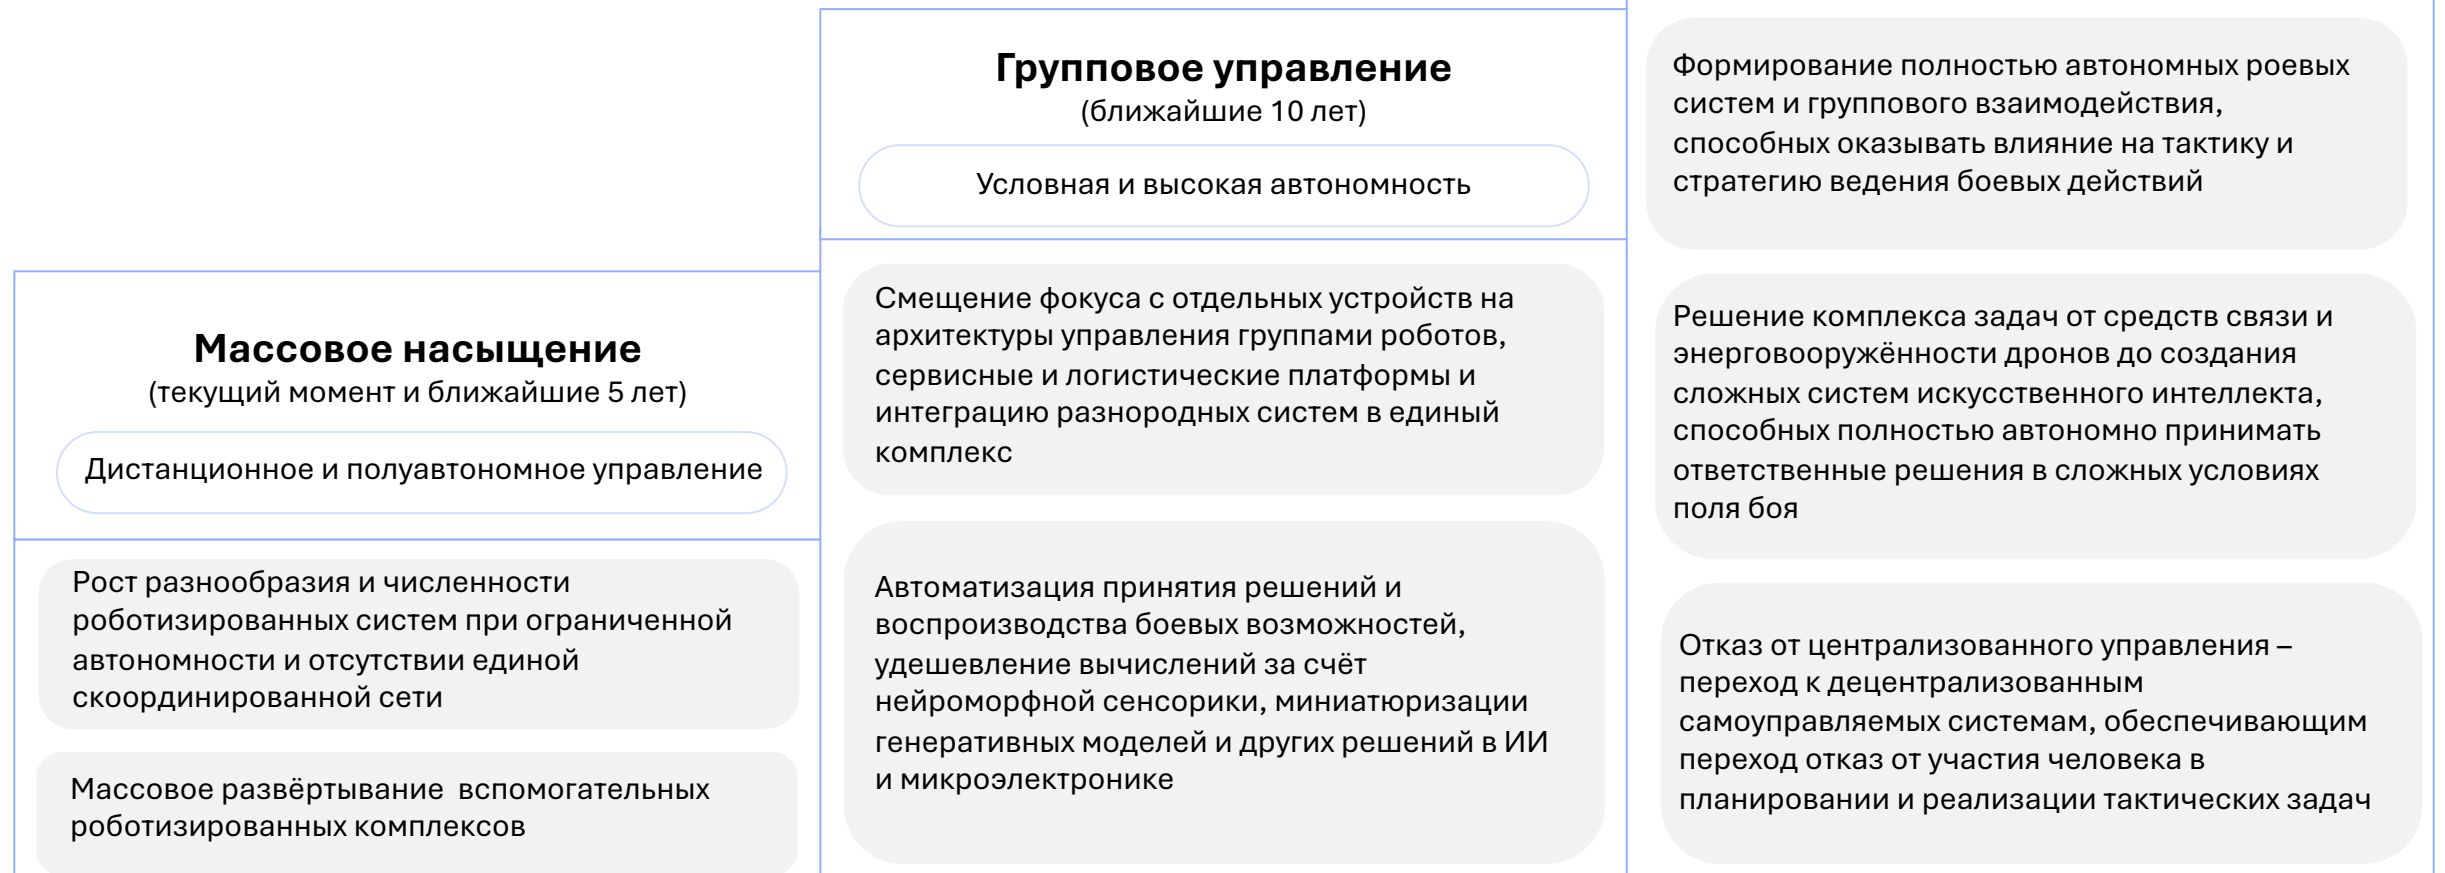 Массовое насыщение
(текущий момент и ближайшие 5 лет)
Дистанционное и полуавтономное управление
Рост разнообразия и численности
роботизированных систем при ограниченной
автономности и отсутствии единой
скоординированной сети
Массовое развёртывание  вспомогательных
роботизированных комплексов
Групповое управление
(ближайшие 10 лет)
Условная и высокая автономность
Смещение фокуса с отдельных устройств на
архитектуры управления группами роботов,
сервисные и логистические платформы и
интеграцию разнородных систем в единый
комплекс
Автоматизация принятия решений и
воспроизводства боевых возможностей,
удешевление вычислений за счёт
нейроморфной сенсорики, миниатюризации
генеративных моделей и других решений в ИИ
и микроэлектронике
Формирование полностью автономных роевых
систем и группового взаимодействия,
способных оказывать влияние на тактику и
стратегию ведения боевых действий
Решение комплекса задач от средств связи и
энерговооружённости дронов до создания
сложных систем искусственного интеллекта,
способных полностью автономно принимать
ответственные решения в сложных условиях
поля боя
Отказ от централизованного управления –
переход к децентрализованным
самоуправляемых системам, обеспечивающим
переход отказ от участия человека в
планировании и реализации тактических задач